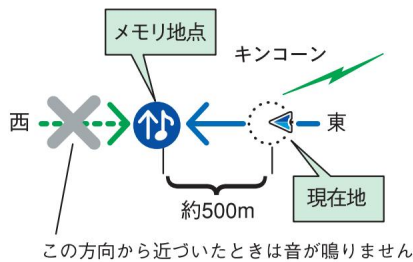 メモリ地点
キンコーン
西
東
約500m
現在地
この方向から近づいたときは音が鳴りません